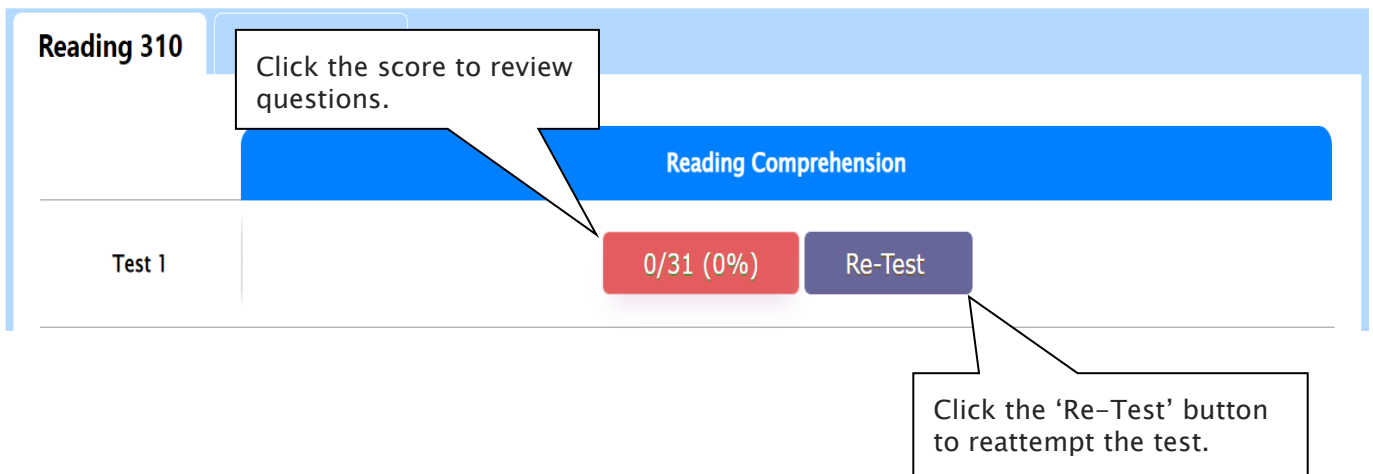 Reading 310
Click the score to review
questions.
Reading Comprehension
Test 1
0/31 (0%)
Re-Test
Click the ‘Re-Test’ button
to reattempt the test.